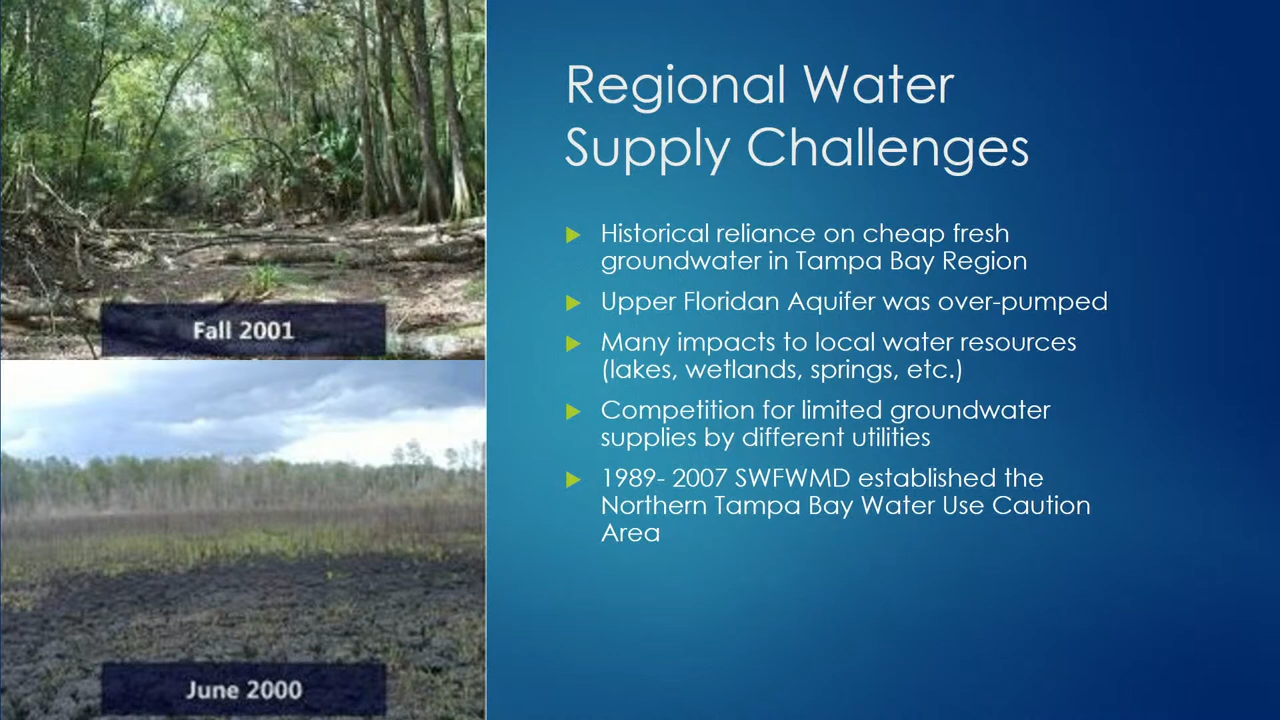 Fall 2001
June 2000
Regional Water
Supply Challenges
Historical reliance on cheap fresh
groundwater in Tampa Bay Region
Upper Floridan Aquifer was over-pumped
Many impacts to local water resources
(lakes, wetlands, springs, etc.)
Competition for limited groundwater
supplies by different utilities
1989- 2007 SWFWMD established the
Northern Tampa Bay Water Use Caution
Area